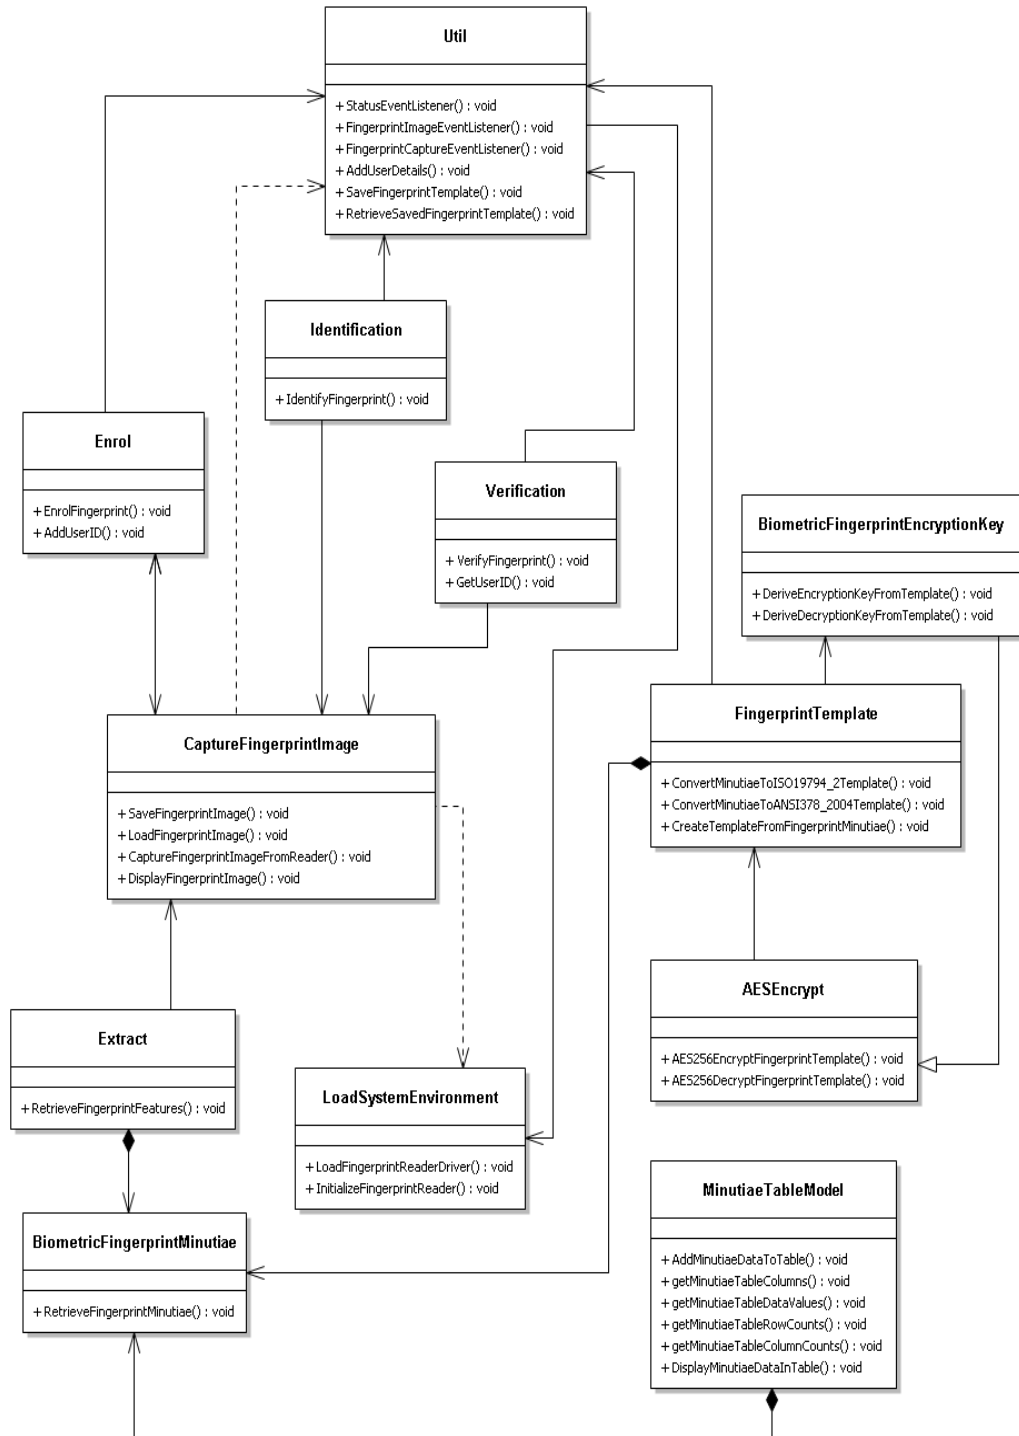 Util
+ StatusEventListener() : void
+ FingerprintImageEventListener() : void
+ FingerprintCaptureEventListener() : void
+ AddUserDetails() : void
+ SaveFingerprintTemplate() : void
+ RetrieveSavedFingerprintTemplate() : void
Identification
+ IdentifyFingerprint() : void
Enrol
+ EnrolFingerprint() : void
+ AddUserID() : void
Verification
+ VerifyFingerprint() : void
+ GetUserID() : void
BiometricFingerprintEncryptionKey
+ DeriveEncryptionKeyFromTemplate() : void
+ DeriveDecryptionKeyFromTemplate() : void
CaptureFingerprintImage
+ SaveFingerprintImage() : void
+ LoadFingerprintImage() : void
+ CaptureFingerprintImageFromReader() : void
+ DisplayFingerprintImage() : void
FingerprintTemplate
+ ConvertMinutiaeToISO19794_2Template() : void
+ ConvertMinutiaeToANSI378_2004Template() : void
+ CreateTemplateFromFingerprintMinutiae() : void
AESEncrypt
+ AES256EncryptFingerprintTemplate() : void
+ AES256DecryptFingerprintTemplate() : void
Extract
+ RetrieveFingerprintFeatures() : void
LoadSystemEnvironment
+ LoadFingerprintReaderDriver() : void
+ InitializeFingerprintReader() : void
BiometricFingerprintMinutiae
+ RetrieveFingerprintMinutiae() : void
MinutiaeTableModel
+ AddMinutiaeDataToTable() : void
+ getMinutiaeTableColumns() : void
+ getMinutiaeTableDataValues() : void
+ getMinutiaeTableRowCounts() : void
+ getMinutiaeTableColumnCounts() : void
+ DisplayMinutiaeDataInTable() : void